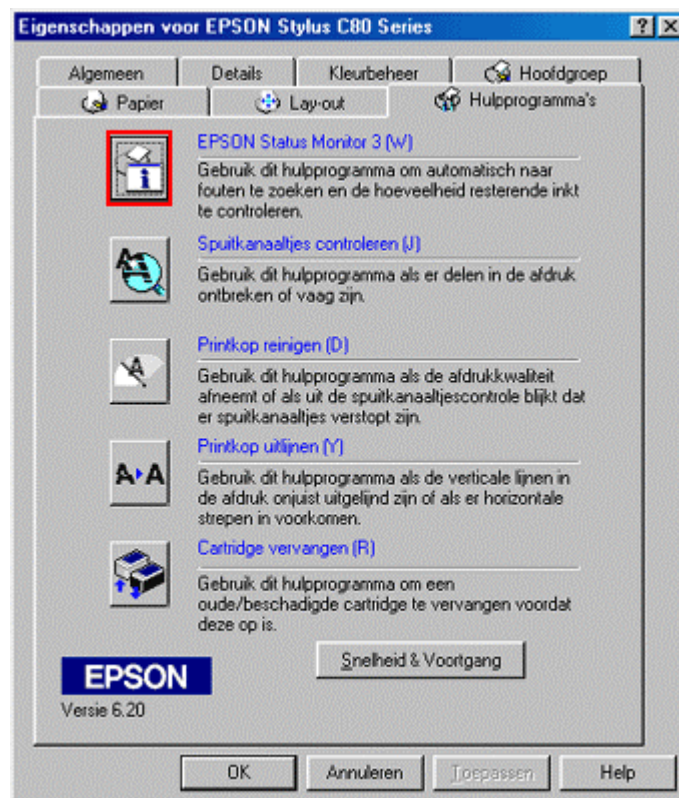 Eigenschappen voor EPSON Stylus C80 Series
Algemeen
Details
Kleurbeheer
Hoofdgroep
Papier
Lay-out
Hulpprogramma's
EPSON Status Monitor 3 (W)
Gebruik dit hulpprogramma om automatisch naar
fouten te zoeken en de hoeveelheid resterende inkt
te controleren.
Spuitkanaaltjes controleren (J)
Gebruik dit hulpprogramma als er delen in de afdruk
ontbreken of vaag zijn.
Printkop reinigen (D)
Gebruik dit hulpprogramma als de afdrukkwaliteit
afneemt of als uit de spuitkanaaltjescontrole blijkt dat
er spuitkanaaltjes verstopt zijn.
Printkop uitlijnen (Y)
Gebruik dit hulpprogramma als de verticale lijnen in
de afdruk onjuist uitgelijnd zijn of als er horizontale
strepen in voorkomen.
Cartridge vervangen (R)
Gebruik dit hulpprogramma om een
oude/beschadigde cartridge te vervangen voordat
deze op is.
Snelheid & Voortgang
EPSON
Versie 6.20
OK
Annuleren
Toepassen
Help